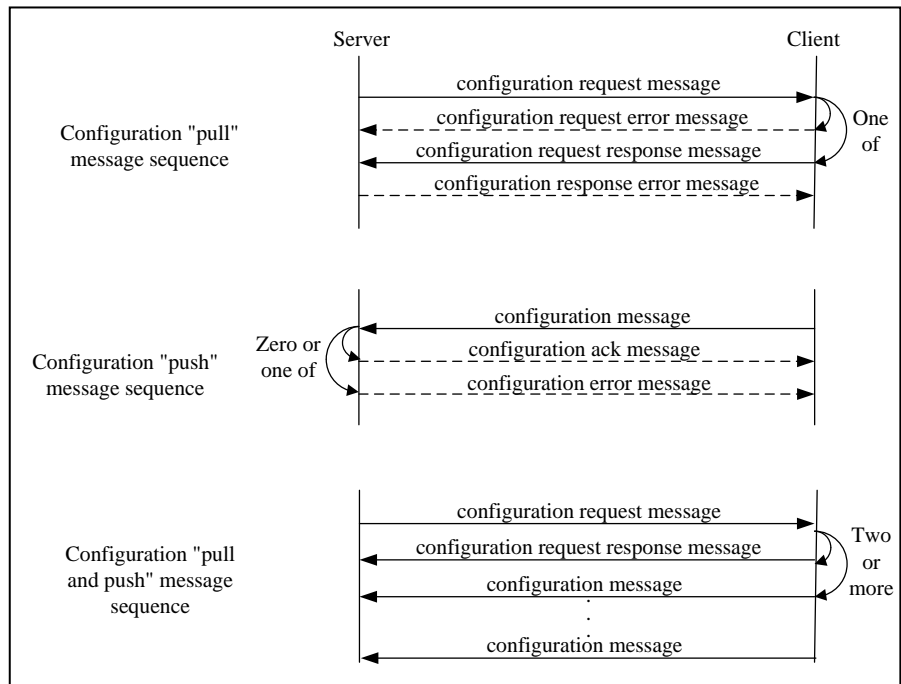 Server
Client
Configuration "pull"
message sequence
configuration request message
configuration request error message
configuration request response message
configuration response error message
One
of
Configuration "push"
message sequence
Zero or
one of
configuration message
configuration ack message
configuration error message
Configuration "pull
and push" message
sequence
configuration request message
configuration request response message
configuration message
.
.
.
configuration message
Two
or
more